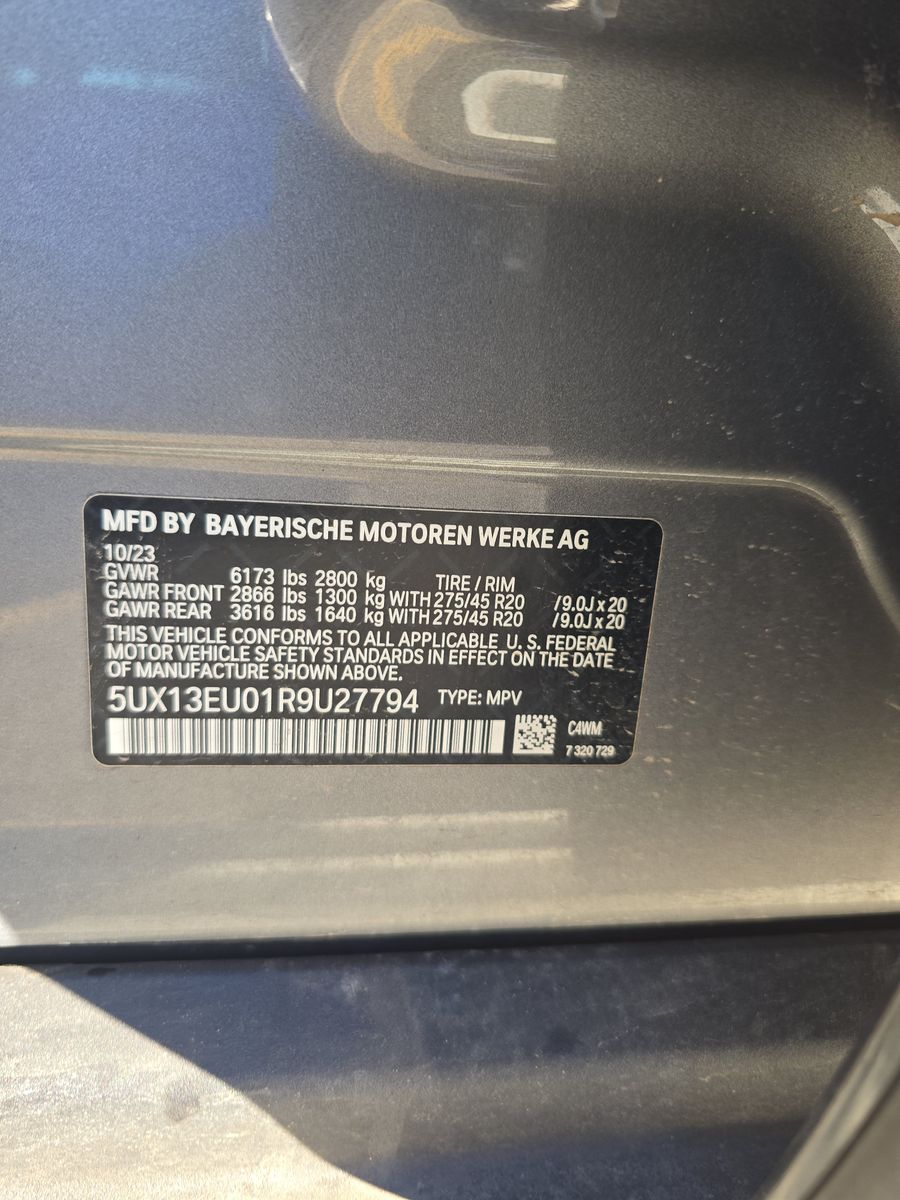 MFD BY BAYERISCHE MOTOREN WERKE AG
10/23
GVWR 6173 lbs 2800 kg TIRE / RIM
GAWR FRONT 2866 lbs 1300 kg WITH 275/45 R20 /9.0J x 20
GAWR REAR 3616 lbs 1640 kg WITH 275/45 R20 /9.0J x 20
THIS VEHICLE CONFORMS TO ALL APPLICABLE U. S. FEDERAL
MOTOR VEHICLE SAFETY STANDARDS IN EFFECT ON THE DATE
OF MANUFACTURE SHOWN ABOVE.
5UX13EU01R9U27794 TYPE: MPV
C4WM
7 320 729